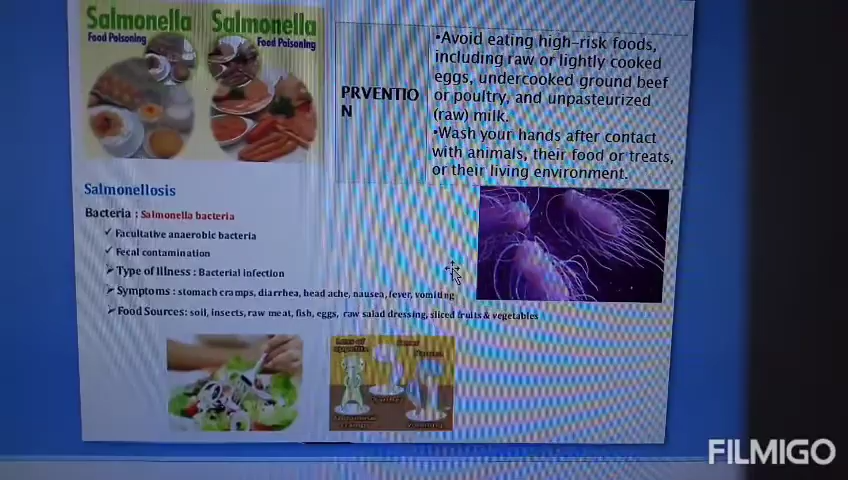 Salmonella
Food Poisoning
Salmonella
Food Poisoning
PRVENTIO
N
•Avoid eating high-risk foods,
including raw or lightly cooked
eggs, undercooked ground beef
or poultry, and unpasteurized
(raw) milk.
•Wash your hands after contact
with animals, their food or treats,
or their living environment.
Salmonellosis
Bacteria : Salmonella bacteria
✓ Facultative anaerobic bacteria
✓ Fecal contamination
➢ Type of illness : Bacterial infection
➢ Symptoms : stomach cramps, diarrhea, head ache, nausea, fever, vomiting
➢ Food Sources: soil, insects, raw meat, fish, eggs, raw salad dressing, sliced fruits & vegetables
Loss of
appetite
Vomiting
FILMIGO